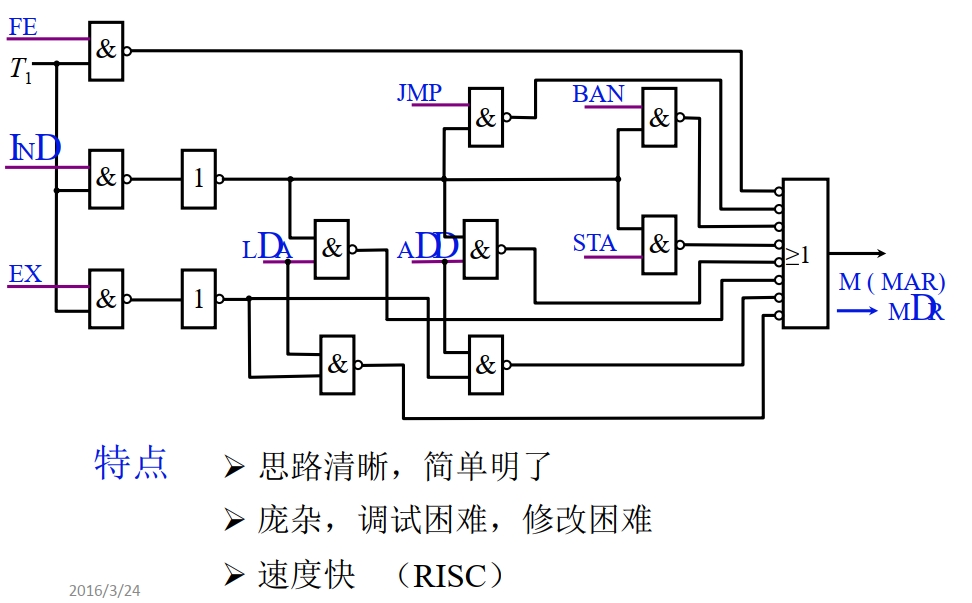 FE
&
T1
JMP
&
BAN
&
IND
&
1
LDA
&
ADD
&
STA
&
≥1
EX
&
1
M ( MAR)
MDR
&
&
特点
➢ 思路清晰，简单明了
➢ 庞杂，调试困难，修改困难
➢ 速度快 （RISC）
2016/3/24